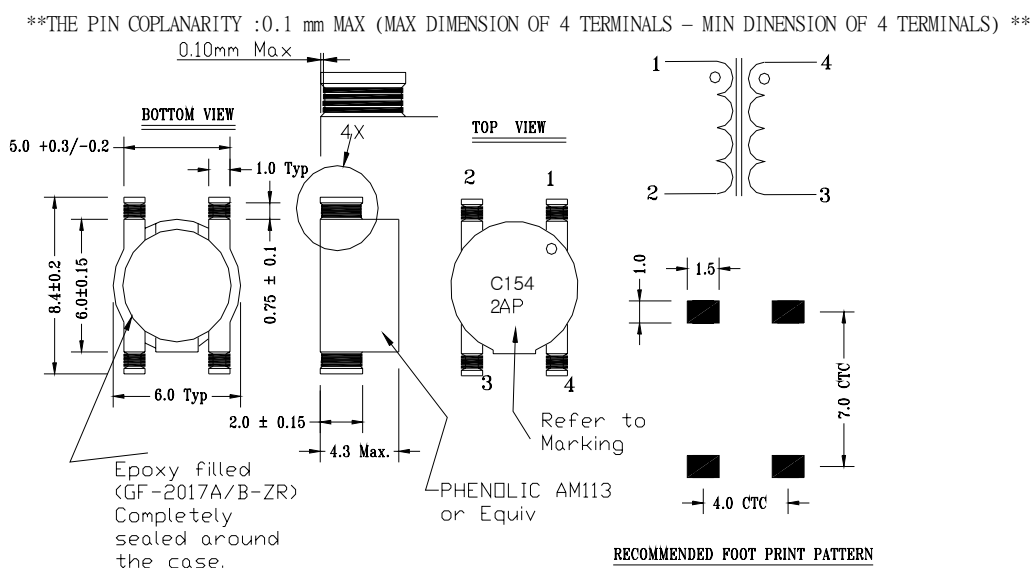 **THE PIN COPLANARITY :0.1 mm MAX (MAX DIMENSION OF 4 TERMINALS – MIN DINENSION OF 4 TERMINALS) **
0.10mm Max
BOTTOM VIEW
4X
TOP VIEW
5.0 +0.3/-0.2
1.0 Typ
2
1
1
4
2
3
8.4±0.2
6.0±0.15
0.75 ± 0.1
C154
2AP
1.0
1.5
3
4
6.0 Typ
2.0 ± 0.15
4.3 Max.
Refer to
Marking
7.0 CTC
4.0 CTC
Epoxy filled
(GF-2017A/B-ZR)
Completely
sealed around
the case.
PHENOLIC AM113
or Equiv
RECOMMENDED FOOT PRINT PATTERN